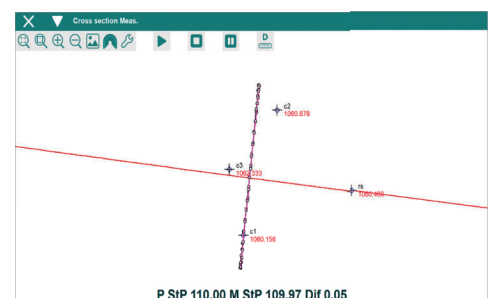 Cross section Meas.
D
c2
1060.878
c3
1062.333
rs
1060.460
c1
1060.156
P StP 110.00 M StP 109.97 Dif 0.05